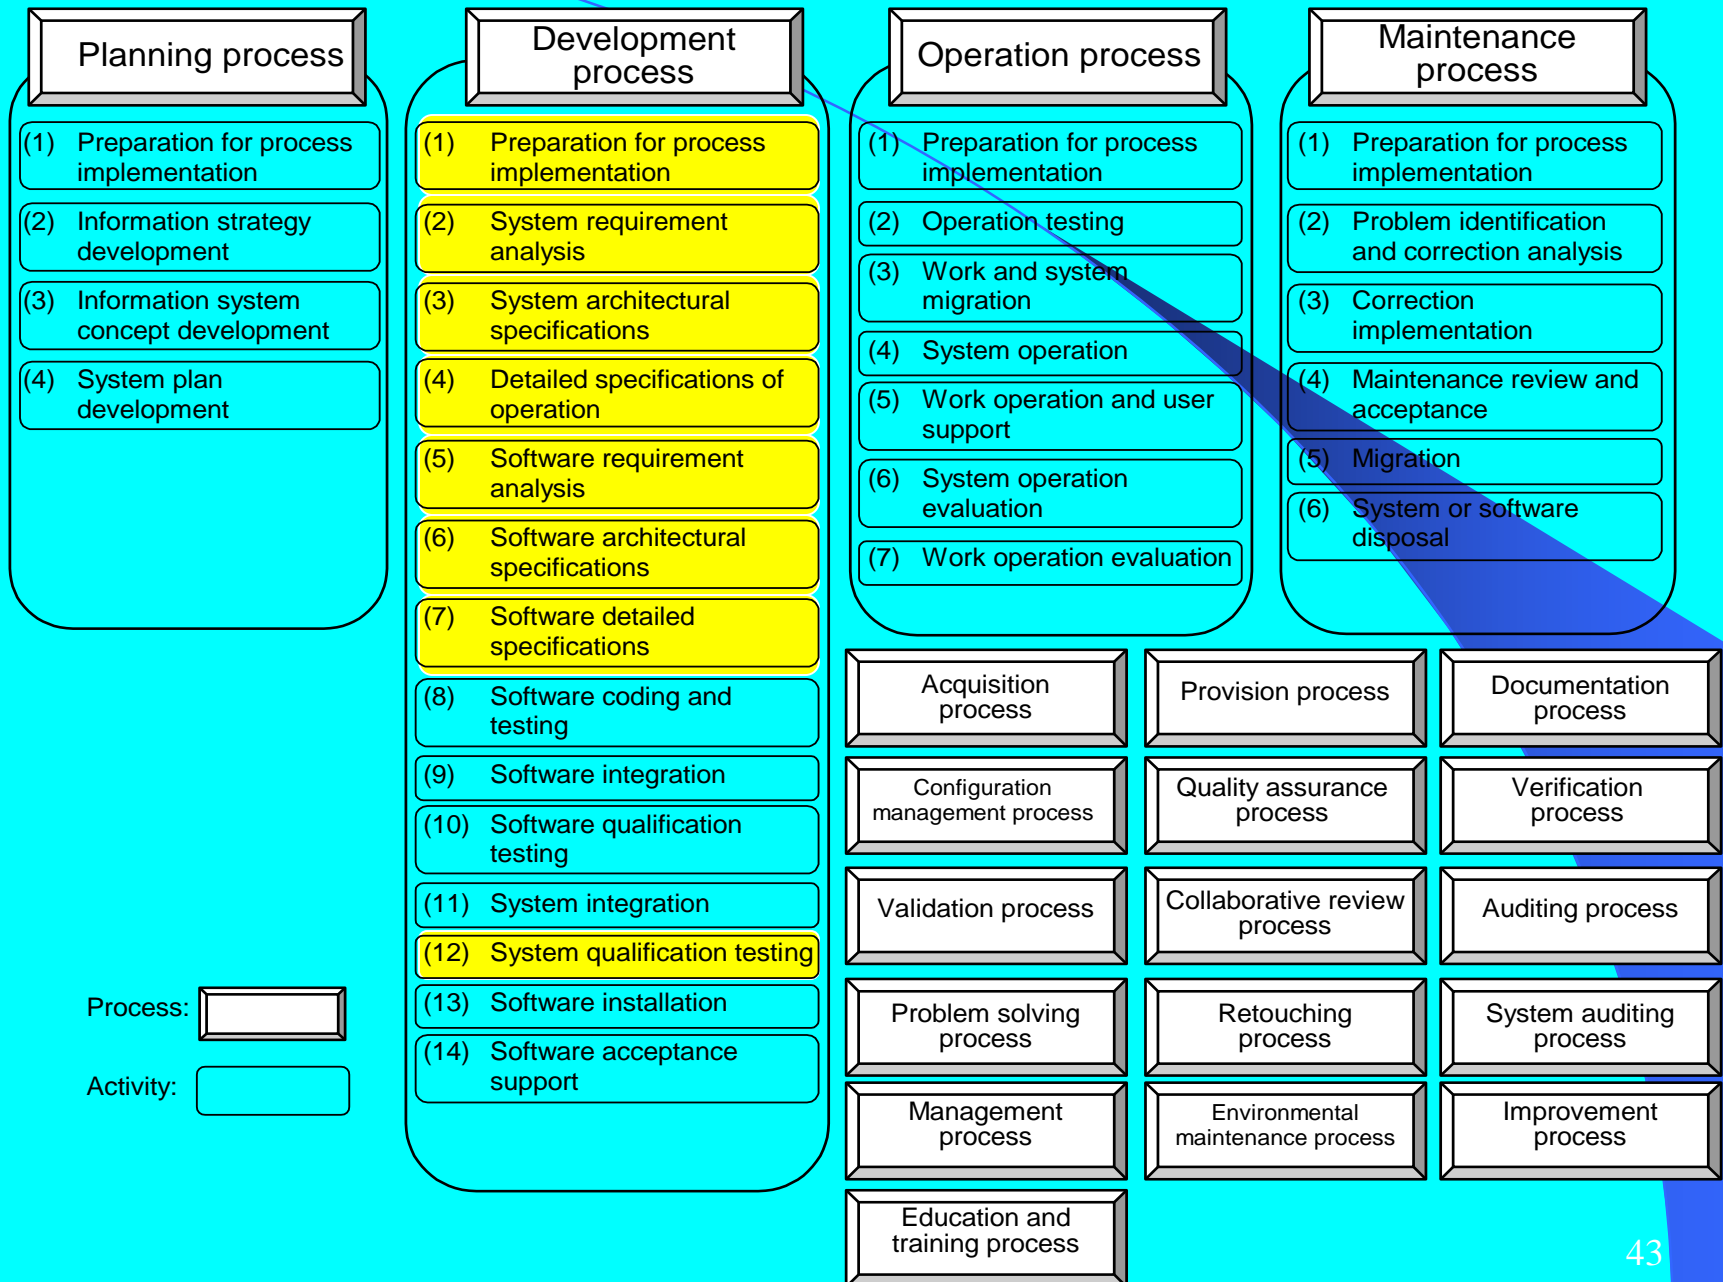 Planning process
(1) Preparation for process
implementation
(2) Information strategy
development
(3) Information system
concept development
(4) System plan
development
Development
process
(1) Preparation for process
implementation
(2) System requirement
analysis
(3) System architectural
specifications
(4) Detailed specifications of
operation
(5) Software requirement
analysis
(6) Software architectural
specifications
(7) Software detailed
specifications
(8) Software coding and
testing
(9) Software integration
(10) Software qualification
testing
(11) System integration
(12) System qualification testing
(13) Software installation
(14) Software acceptance
support
Operation process
(1) Preparation for process
implementation
(2) Operation testing
(3) Work and system
migration
(4) System operation
(5) Work operation and user
support
(6) System operation
evaluation
(7) Work operation evaluation
Maintenance
process
(1) Preparation for process
implementation
(2) Problem identification
and correction analysis
(3) Correction
implementation
(4) Maintenance review and
acceptance
(5) Migration
(6) System or software
disposal
Acquisition
process
Provision process
Documentation
process
Configuration
management process
Quality assurance
process
Verification
process
Validation process
Collaborative review
process
Auditing process
Problem solving
process
Retouching
process
System auditing
process
Management
process
Environmental
maintenance process
Improvement
process
Education and
training process
Process:
Activity:
43